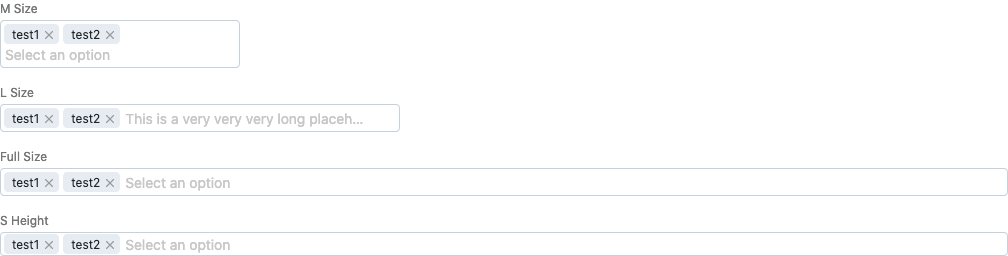 M Size
test1 × test2 ×
Select an option
L Size
test1 × test2 × This is a very very very long placeh...
Full Size
test1 × test2 × Select an option
S Height
test1 × test2 × Select an option